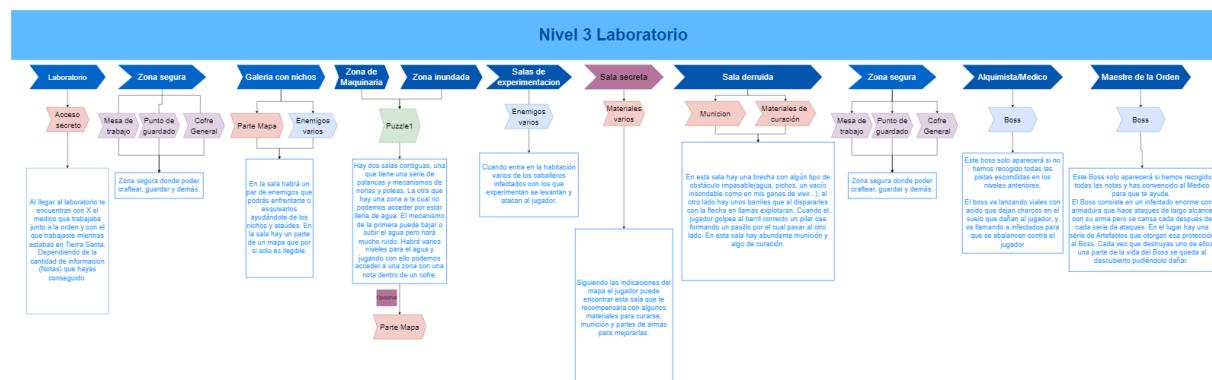 Nivel 3 Laboratorio
Laboratorio
Zona segura
Galeria con nichos
Zona de
Maquinaria
Zona inundada
Salas de
experimentacion
Sala secreta
Sala derruida
Zona segura
Alquimista/Medico
Maestre de la Orden
Acceso
secreto
Mesa de
trabajo
Punto de
guardado
Cofre
General
Parte Mapa
Enemigos
varios
Puzzle1
Enemigos
varios
Materiales
varios
Municion
Materiales de
curación
Mesa de
trabajo
Punto de
guardado
Cofre
General
Boss
Boss
Al llegar al laboratorio te
encuentras con X el
medico que trabajaba
junto a la orden y con el
que trabajaste mientras
estabas en Tierra Santa.
Dependiendo de la
cantidad de informacion
(Notas) que hayas
conseguido
Zona segura donde poder
craftear, guardar y demás.
En la sala habrá un
par de enemigos que
podrás enfrentarte o
esquivarlos
ayudándote de los
nichos y ataúdes. En
la sala hay un parte
de un mapa que por
si solo es ilegible.
Hay dos salas contiguas, una
que tiene una serie de
palancas y mecanismos de
norias y poleas. La otra que
hay una zona a la cual no
podemos acceder por estar
llena de agua. El mecanismo
de la primera puede bajar o
subir el agua pero hará
mucho ruido. Habrá varios
niveles para el agua y
jugando con ello podemos
acceder a una zona con una
nota dentro de un cofre.
Opcional
Parte Mapa
Cuando entra en la habitación
varios de los caballeros
infectados con los que
experimentan se levantan y
atacan al jugador.
Siguiendo las indicaciones del
mapa el jugador puede
encontrar esta sala que le
recompensara con algunos
materiales para curarse,
munición y partes de armas
para mejorarlas.
En esta sala hay una brecha con algún tipo de
obstáculo impasable(agua, pichos, un vacío
insondable como en mis ganas de vivir...), al
otro lado hay unos barriles que al dispararles
con la flecha en llamas explotaran. Cuando el
jugador golpea al barril correcto un pilar cae
formando un pasillo por el cual pasar al otro
lado. En esta sala hay abundante munición y
algo de curación.
Zona segura donde poder
craftear, guardar y demás.
Este boss solo aparecerá si no
hemos recogido todas las
pistas escondidas en los
niveles anteriores.
El boss va lanzando viales con
acido que dejan charcos en el
suelo que dañan al jugador, y
va llamando a infectados para
que se abalancen contra el
jugador
Este Boss solo aparecerá si hemos recogido
todas las notas y has convencido al Medico
para que te ayude.
El Boss consiste en un infectado enorme con
armadura que hace ataques de largo alcance
con su arma pero se cansa cada después de
cada serie de ataques. En el lugar hay una
serie de Artefactos que otorgan esa protección
al Boss. Cada vez que destruyas uno de ellos
una parte de la vida del Boss se queda al
descubierto pudiéndolo dañar.